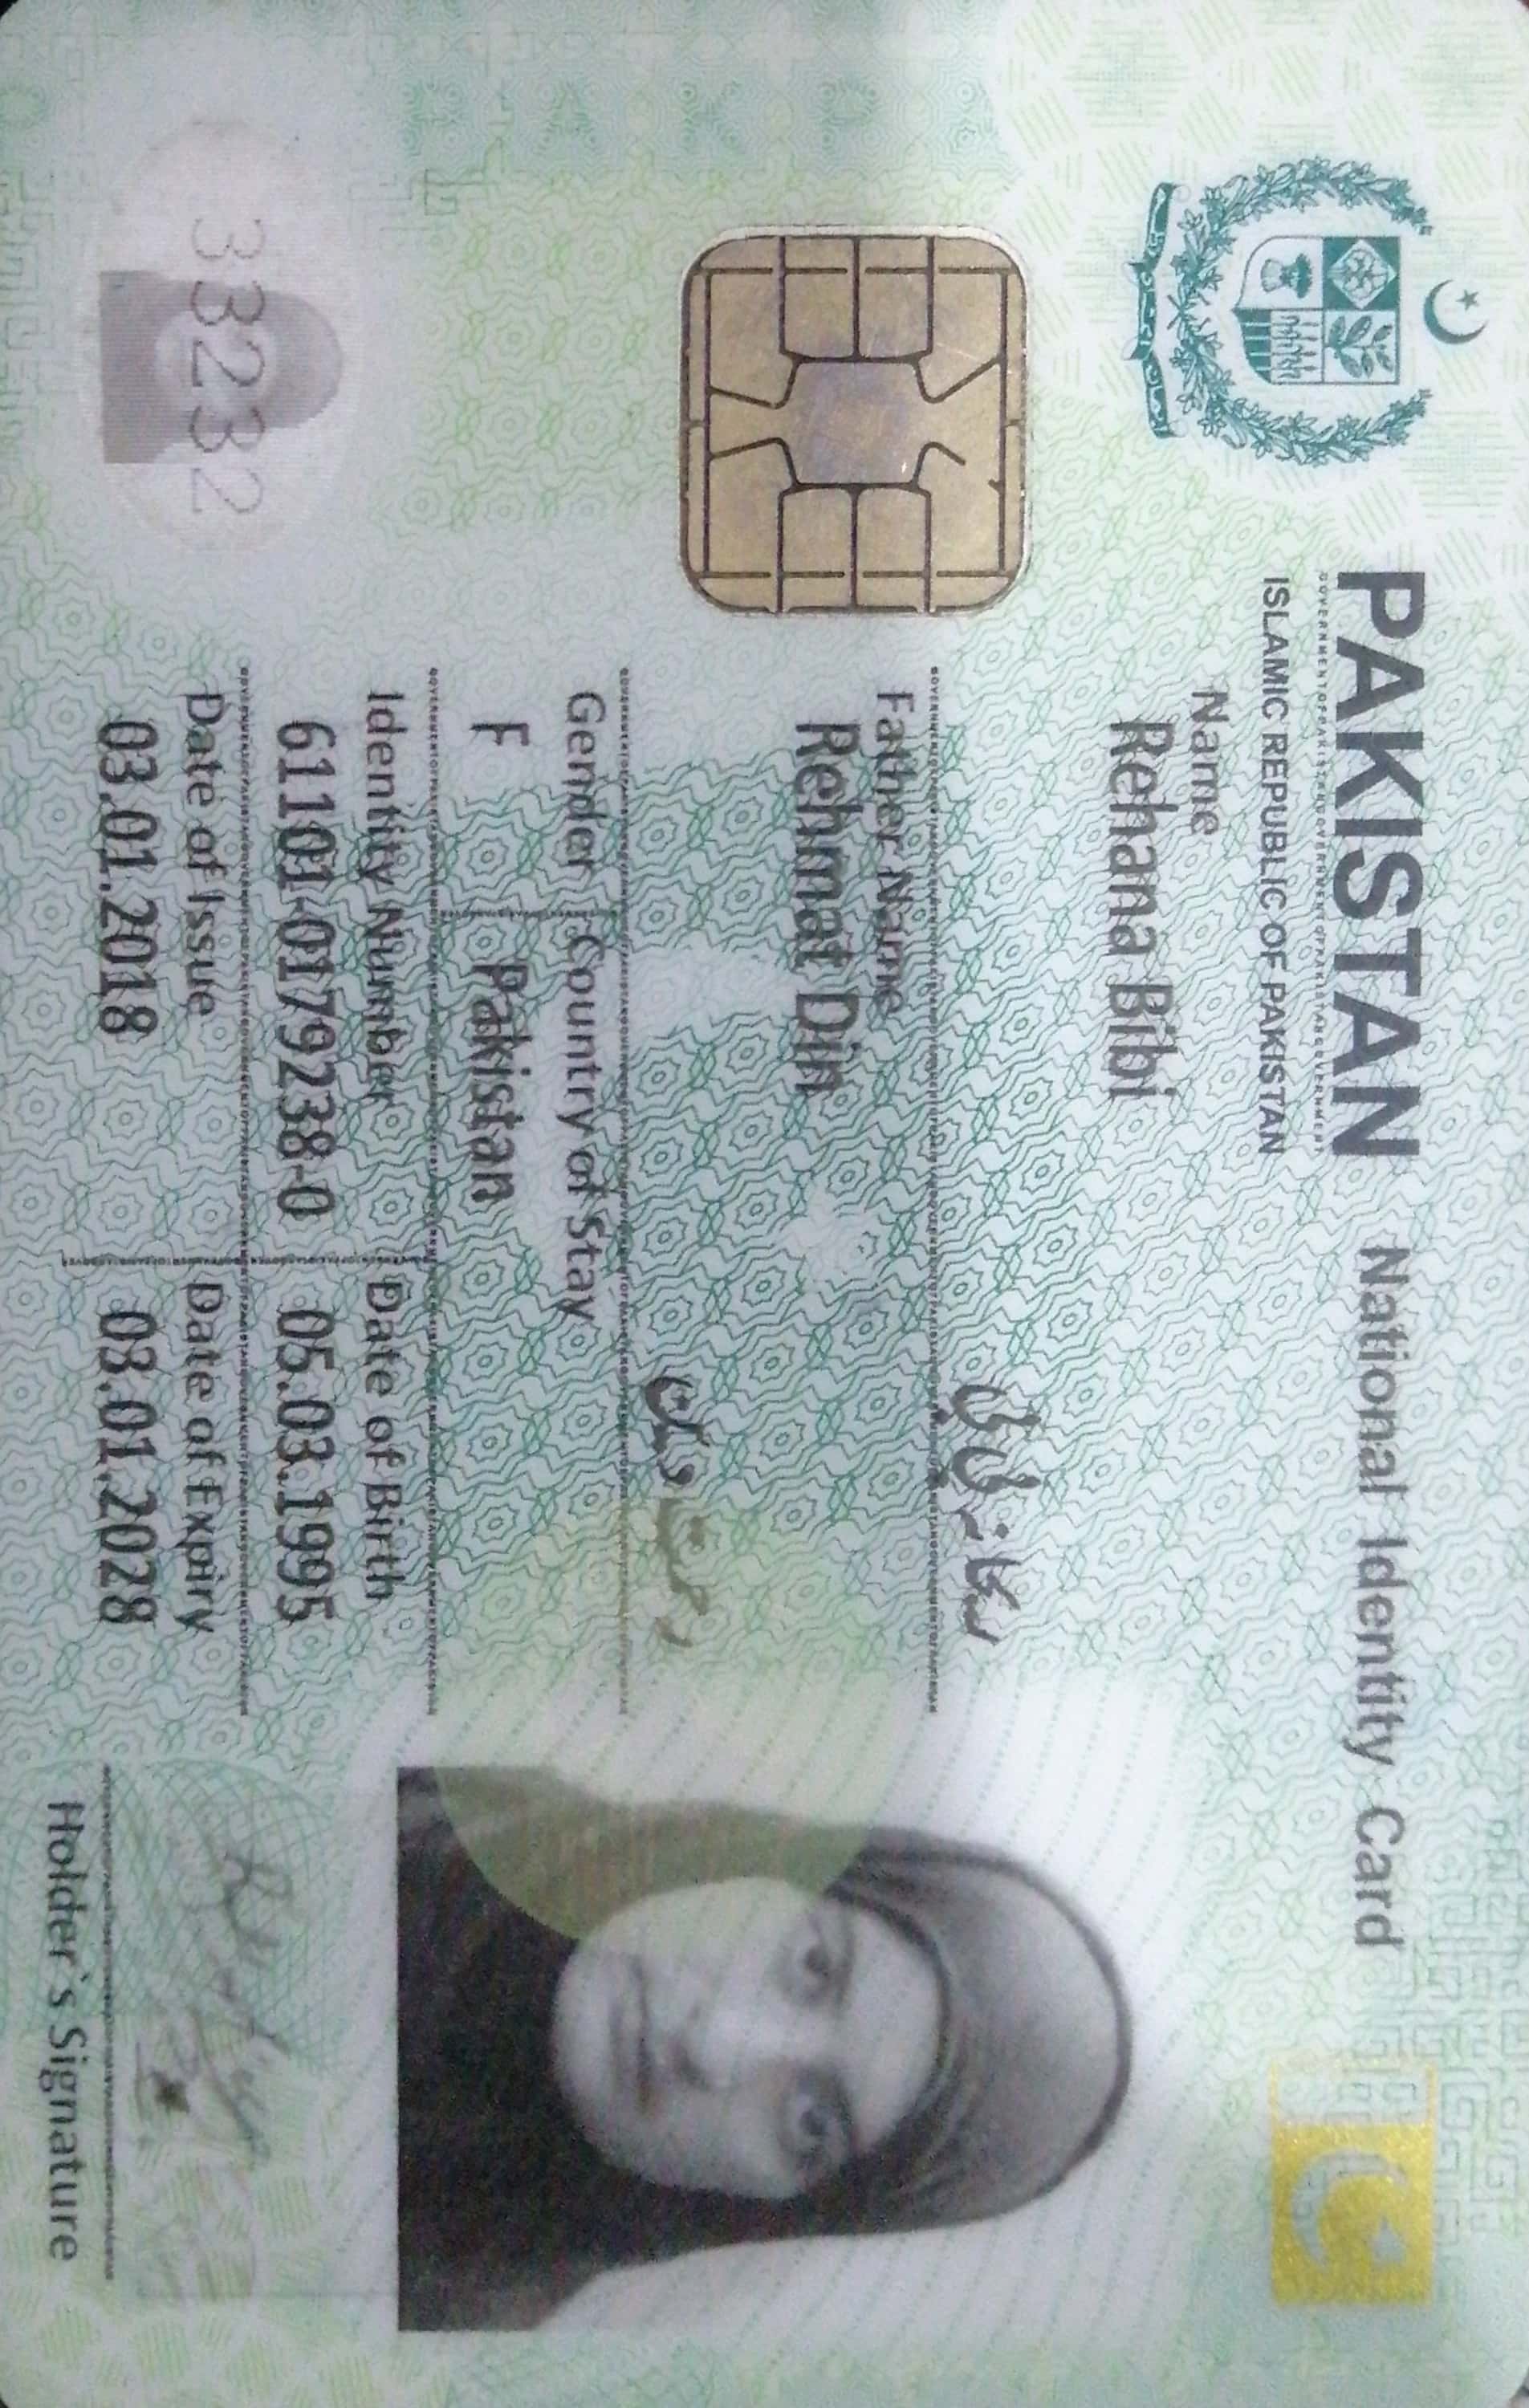 PAKISTAN National Identity Card
ISLAMIC REPUBLIC OF PAKISTAN
Name
Rehana Bibi
ریحانہ بی بی
Father Name
Rehmat Din
رحمت دین
Gender Country of Stay
F Pakistan
Identity Number Date of Birth
61101-0179238-0 05.03.1995
Date of Issue Date of Expiry
03.01.2018 03.01.2028
33232
Holder's Signature